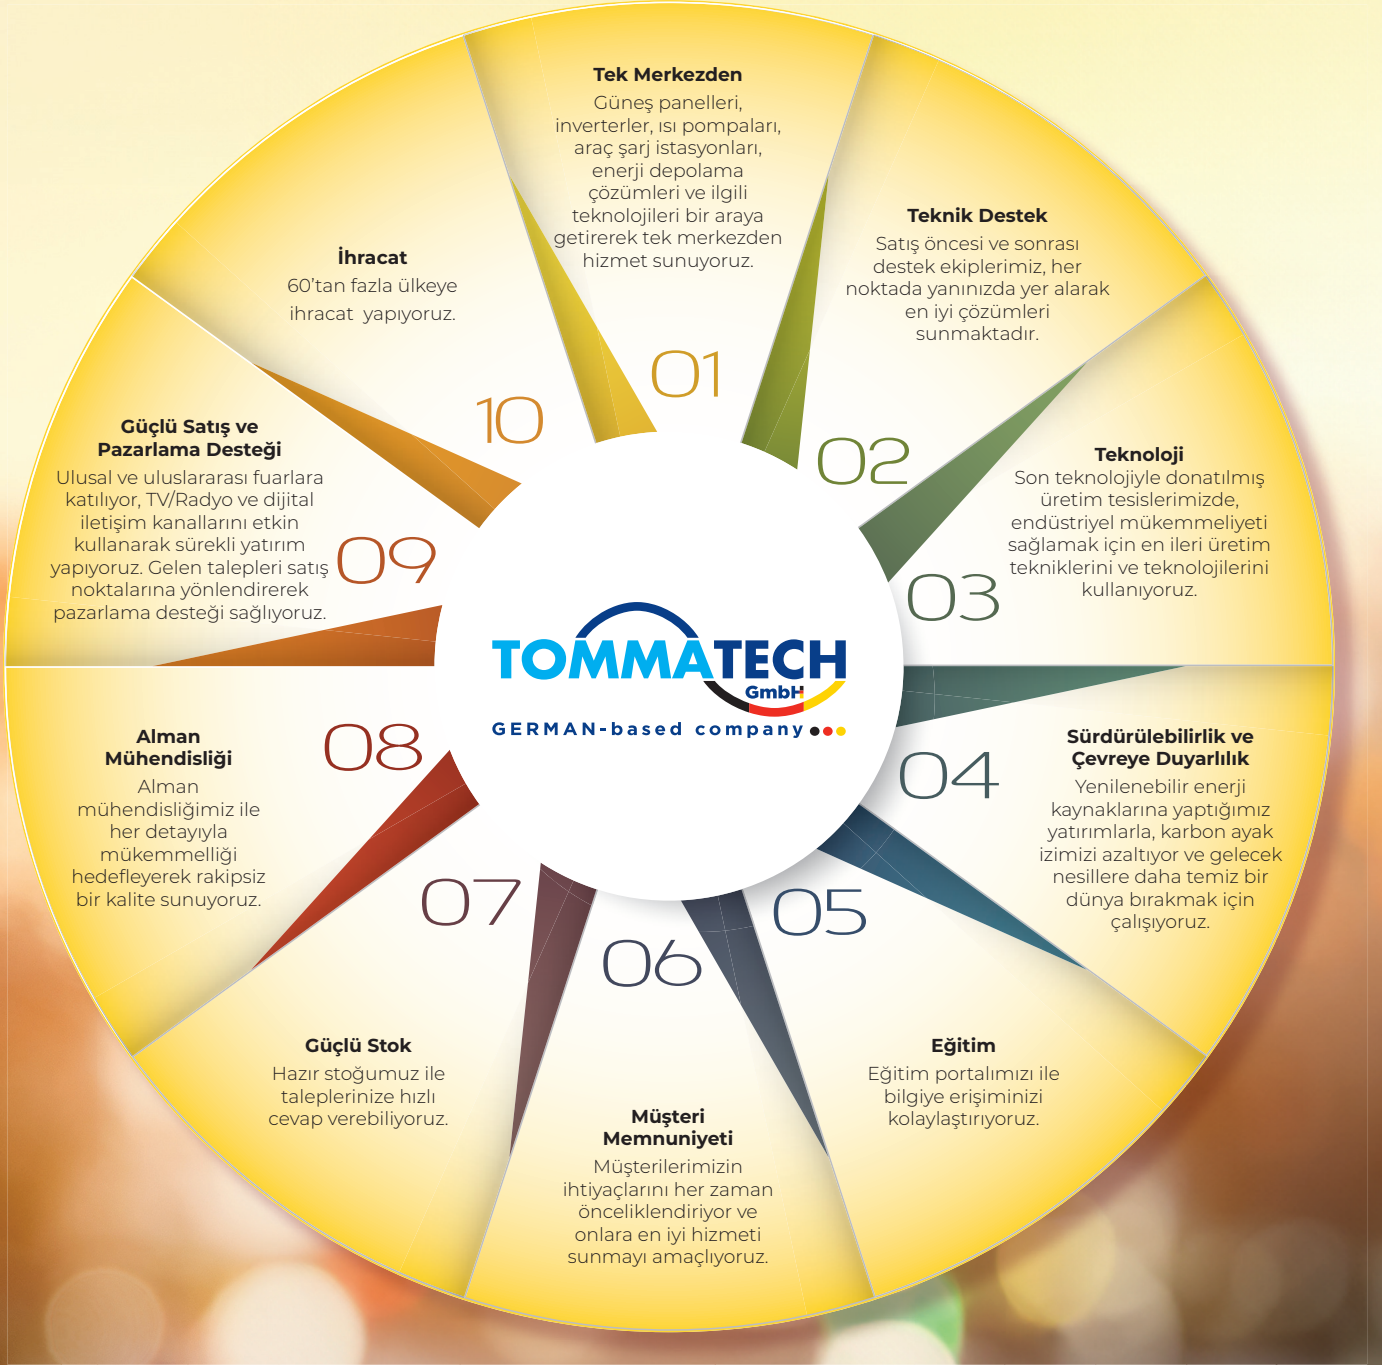 Tek Merkezden
Güneş panelleri,
inverterler, ısı pompaları,
araç şarj istasyonları,
enerji depolama
çözümleri ve ilgili
teknolojileri bir araya
getirerek tek merkezden
hizmet sunuyoruz.
01
Teknik Destek
Satış öncesi ve sonrası
destek ekiplerimiz, her
noktada yanınızda yer alarak
en iyi çözümleri
sunmaktadır.
02
Teknoloji
Son teknolojiyle donatılmış
üretim tesislerimizde,
endüstriyel mükemmeliyeti
sağlamak için en ileri üretim
tekniklerini ve teknolojilerini
kullanıyoruz.
03
Sürdürülebilirlik ve
Çevreye Duyarlılık
Yenilenebilir enerji
kaynaklarına yaptığımız
yatırımlarla, karbon ayak
izimizi azaltıyor ve gelecek
nesillere daha temiz bir
dünya bırakmak için
çalışıyoruz.
04
Eğitim
Eğitim portalımızı ile
bilgiye erişiminizi
kolaylaştırıyoruz.
05
Müşteri
Memnuniyeti
Müşterilerimizin
ihtiyaçlarını her zaman
önceliklendiriyor ve
onlara en iyi hizmeti
sunmayı amaçlıyoruz.
06
Güçlü Stok
Hazır stoğumuz ile
taleplerinize hızlı
cevap verebiliyoruz.
07
Alman
Mühendisliği
Alman
mühendisliğimiz ile
her detayıyla
mükemmelliği
hedefleyerek rakipsiz
bir kalite sunuyoruz.
08
Güçlü Satış ve
Pazarlama Desteği
Ulusal ve uluslararası fuarlara
katılıyor, TV/Radyo ve dijital
iletişim kanallarını etkin
kullanarak sürekli yatırım
yapıyoruz. Gelen talepleri satış
noktalarına yönlendirerek
pazarlama desteği sağlıyoruz.
09
İhracat
60'tan fazla ülkeye
ihracat yapıyoruz.
10
TOMMATECH
GmbH
GERMAN-based company